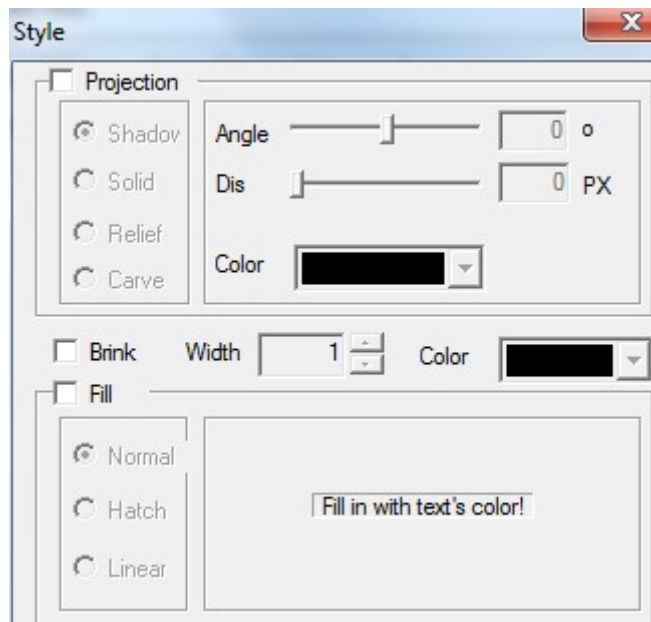 Style
Projection
Shadov
Solid
Relief
Carve
Angle 0 o
Dis 0 PX
Color
Brink Width 1 Color
Fill
Normal
Hatch
Linear
Fill in with text's color!